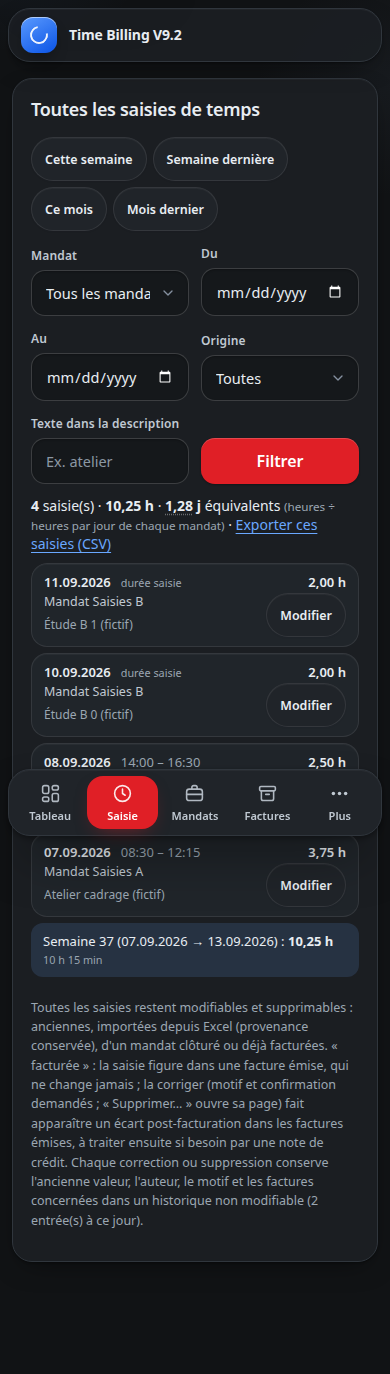 Time Billing V9.2
Toutes les saisies de temps
Cette semaine
Semaine dernière
Ce mois
Mois dernier
Mandat
Du
Tous les manda
mm/dd/yyyy
Au
Origine
mm/dd/yyyy
Toutes
Texte dans la description
Ex. atelier
Filtrer
4 saisie(s) · 10,25 h · 1,28 j équivalents (heures ÷
heures par jour de chaque mandat) · Exporter ces
saisies (CSV)
11.09.2026 durée saisie 2,00 h
Mandat Saisies B
Étude B 1 (fictif)
Modifier
10.09.2026 durée saisie 2,00 h
Mandat Saisies B
Étude B 0 (fictif)
Modifier
08.09.2026 14:00 – 16:30 2,50 h
Tableau
Saisie
Mandats
Factures
Plus
07.09.2026 08:30 – 12:15 3,75 h
Mandat Saisies A
Atelier cadrage (fictif)
Modifier
Semaine 37 (07.09.2026 → 13.09.2026) : 10,25 h
10 h 15 min
Toutes les saisies restent modifiables et supprimables :
anciennes, importées depuis Excel (provenance
conservée), d'un mandat clôturé ou déjà facturées. «
facturée » : la saisie figure dans une facture émise, qui
ne change jamais ; la corriger (motif et confirmation
demandés ; « Supprimer… » ouvre sa page) fait
apparaître un écart post-facturation dans les factures
émises, à traiter ensuite si besoin par une note de
crédit. Chaque correction ou suppression conserve
l'ancienne valeur, l'auteur, le motif et les factures
concernées dans un historique non modifiable (2
entrée(s) à ce jour).